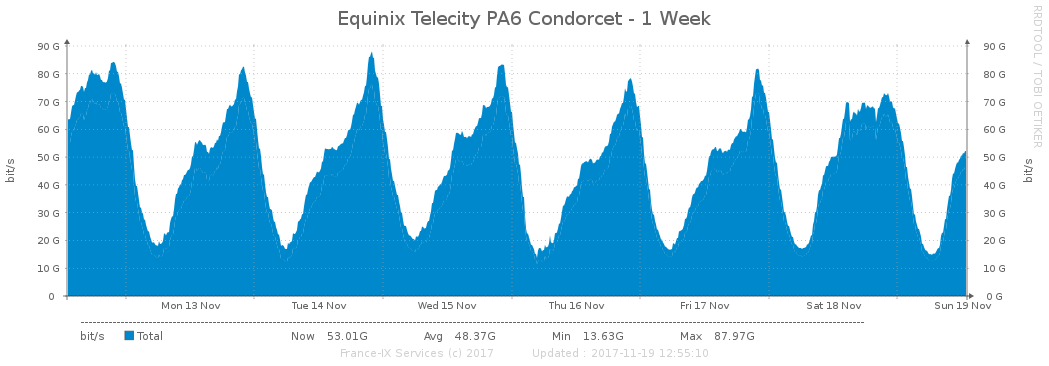 Equinix Telecity PA6 Condorcet - 1 Week
RRDTOOL / TOBI OETIKER
90 G 90 G
80 G 80 G
70 G 70 G
60 G 60 G
50 G 50 G
40 G 40 G
30 G 30 G
20 G 20 G
10 G 10 G
0 0 G
bit/s
bit/s
Mon 13 Nov Tue 14 Nov Wed 15 Nov Thu 16 Nov Fri 17 Nov Sat 18 Nov Sun 19 Nov
bit/s Total Now 53.01G Avg 48.37G Min 13.63G Max 87.97G
France-IX Services (c) 2017 Updated : 2017-11-19 12:55:10